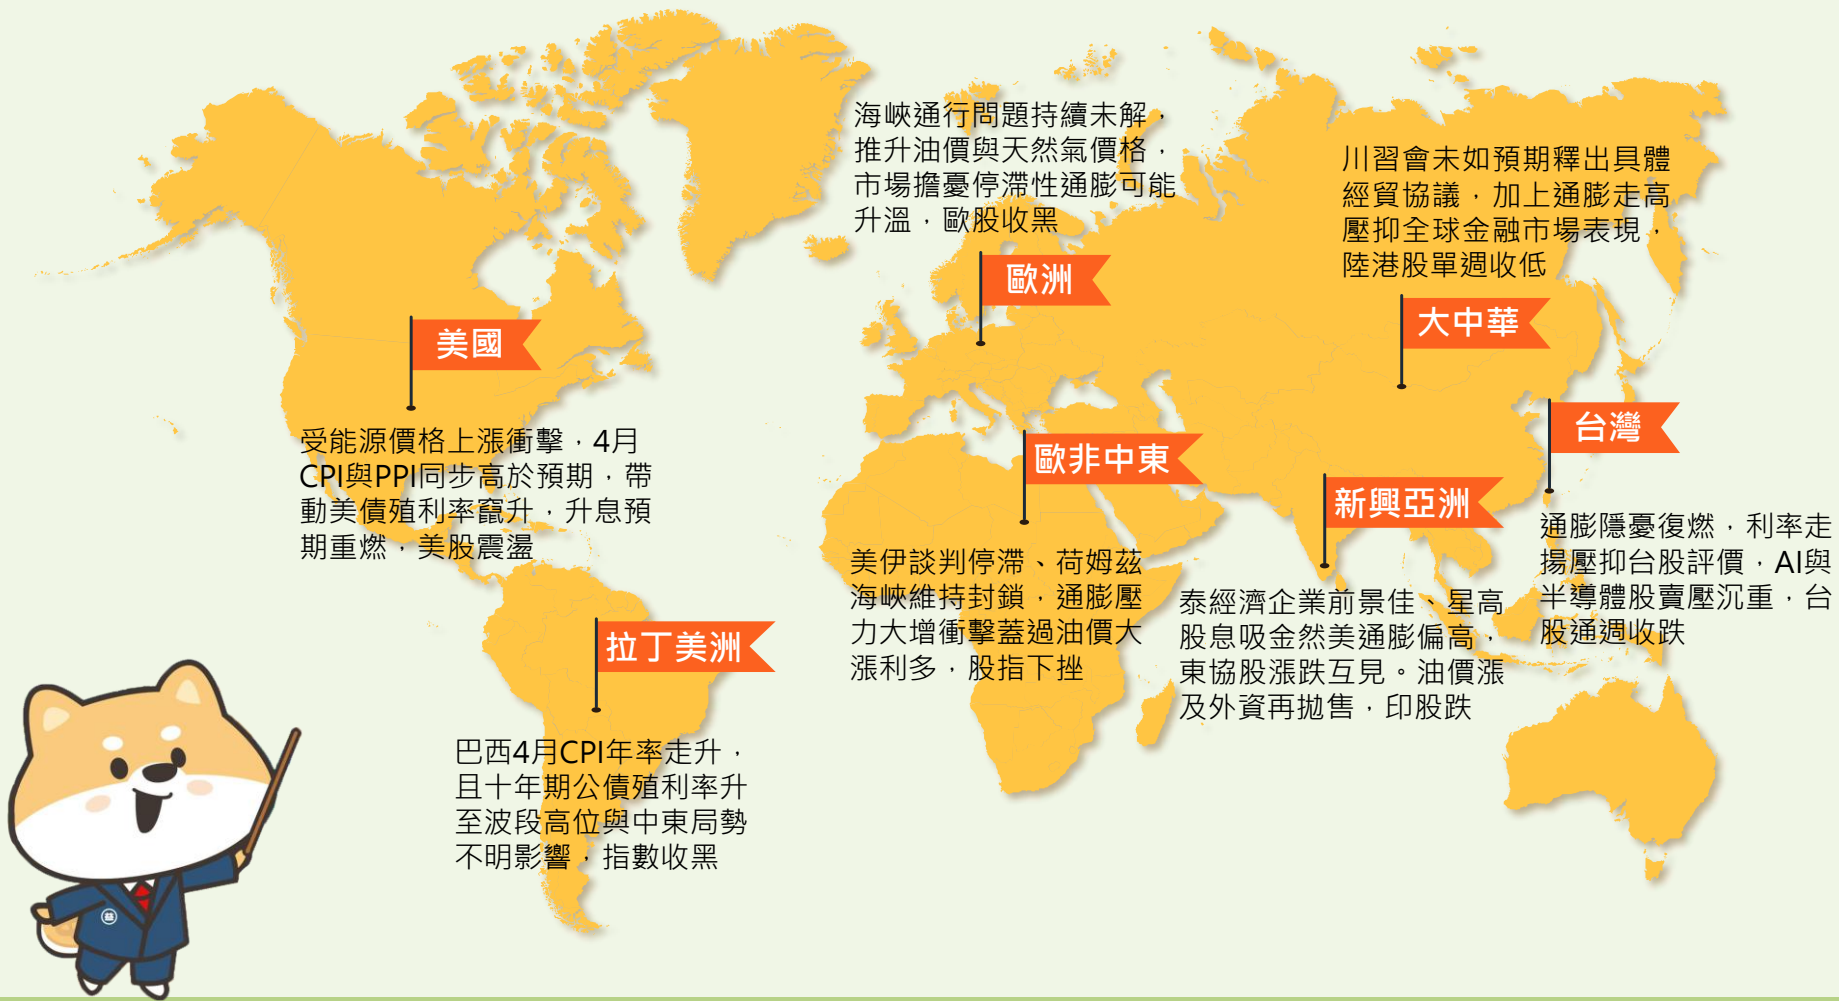 海峽通行問題持續未解，
推升油價與天然氣價格，
市場擔憂停滯性通膨可能
升溫，歐股收黑
歐洲
川習會未如預期釋出具體
經貿協議，加上通膨走高
壓抑全球金融市場表現，
陸港股單週收低
大中華
美國
受能源價格上漲衝擊，4月
CPI與PPI同步高於預期，帶
動美債殖利率竄升，升息預
期重燃，美股震盪
歐非中東
美伊談判停滯、荷姆茲
海峽維持封鎖，通膨壓
力大增衝擊蓋過油價大
漲利多，股指下挫
新興亞洲
泰經濟企業前景佳、星高
股息吸金然美通膨偏高，
東協股漲跌互見。油價漲
及外資再拋售，印股跌
台灣
通膨隱憂復燃，利率走
揚壓抑台股評價，AI與
半導體股賣壓沉重，台
股通週收跌
拉丁美洲
巴西4月CPI年率走升，
且十年期公債殖利率升
至波段高位與中東局勢
不明影響，指數收黑
益